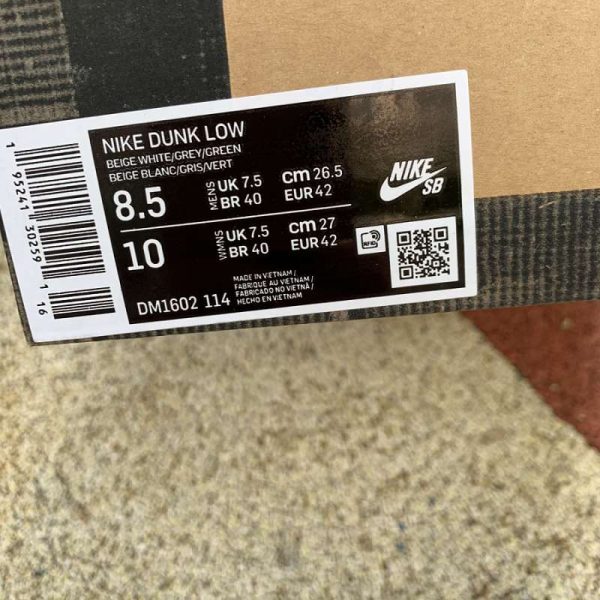 NIKE DUNK LOW
BEIGE WHITE/GREY/GREEN
BEIGE BLANC/GRIS/VERT
8.5 MENS UK 7.5 cm 26.5
BR 40 EUR 42
10 WMNS UK 7.5 cm 27
BR 40 EUR 42
MADE IN VIETNAM /
FABRIQUE AU VIETNAM /
FABRICADO NO VIETNÃ /
HECHO EN VIETNAM
DM1602 114
NIKE
SB
RFID
1 95241 30259 1 16